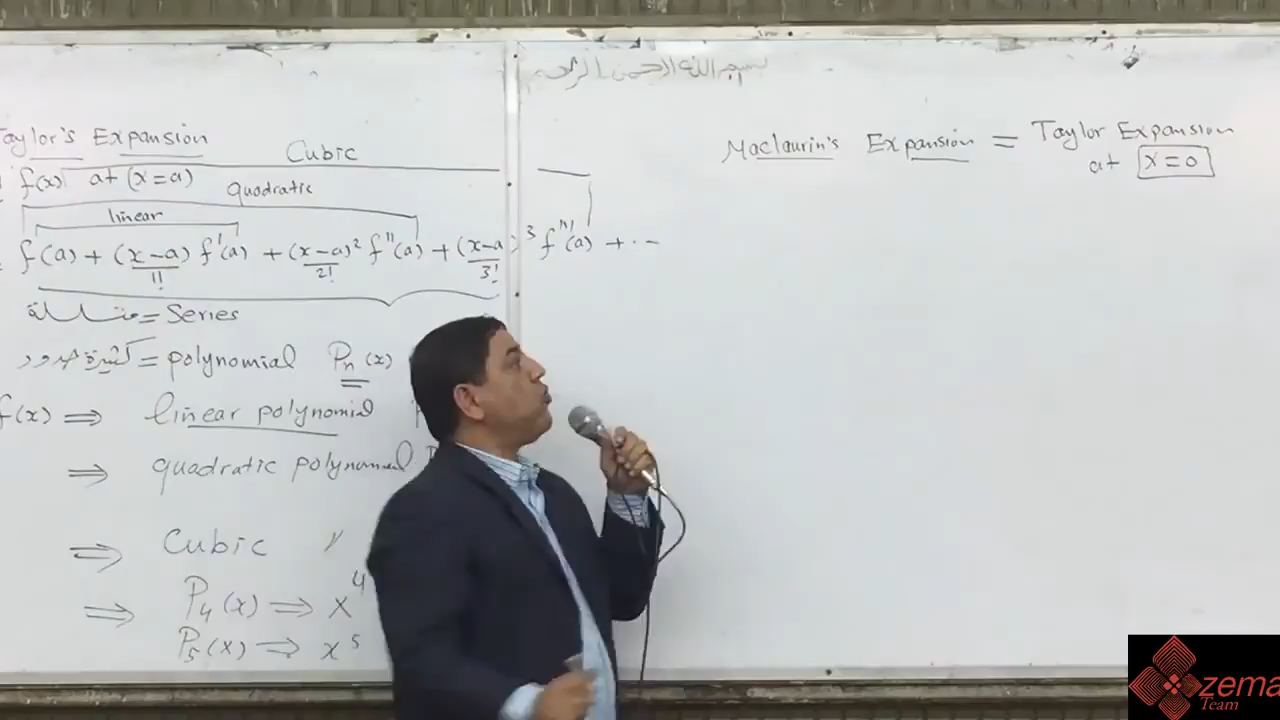 بسم الله الرحمن الرحيم
Taylor's Expansion
Cubic
f(x) at (x=a)
quadratic
linear
f(a) + (x-a)/1! f'(a) + (x-a)²/2! f''(a) + (x-a)³/3! f'''(a) + ...
متسلسلة = Series
كثيرة حدود = polynomial Pn(x)
f(x) ⇒ linear polynomial
⇒ quadratic polynomial
⇒ Cubic //
⇒ P4(x) ⇒ x⁴
P5(x) ⇒ x⁵
Maclaurin's Expansion = Taylor Expansion
at x=0
zema
Team